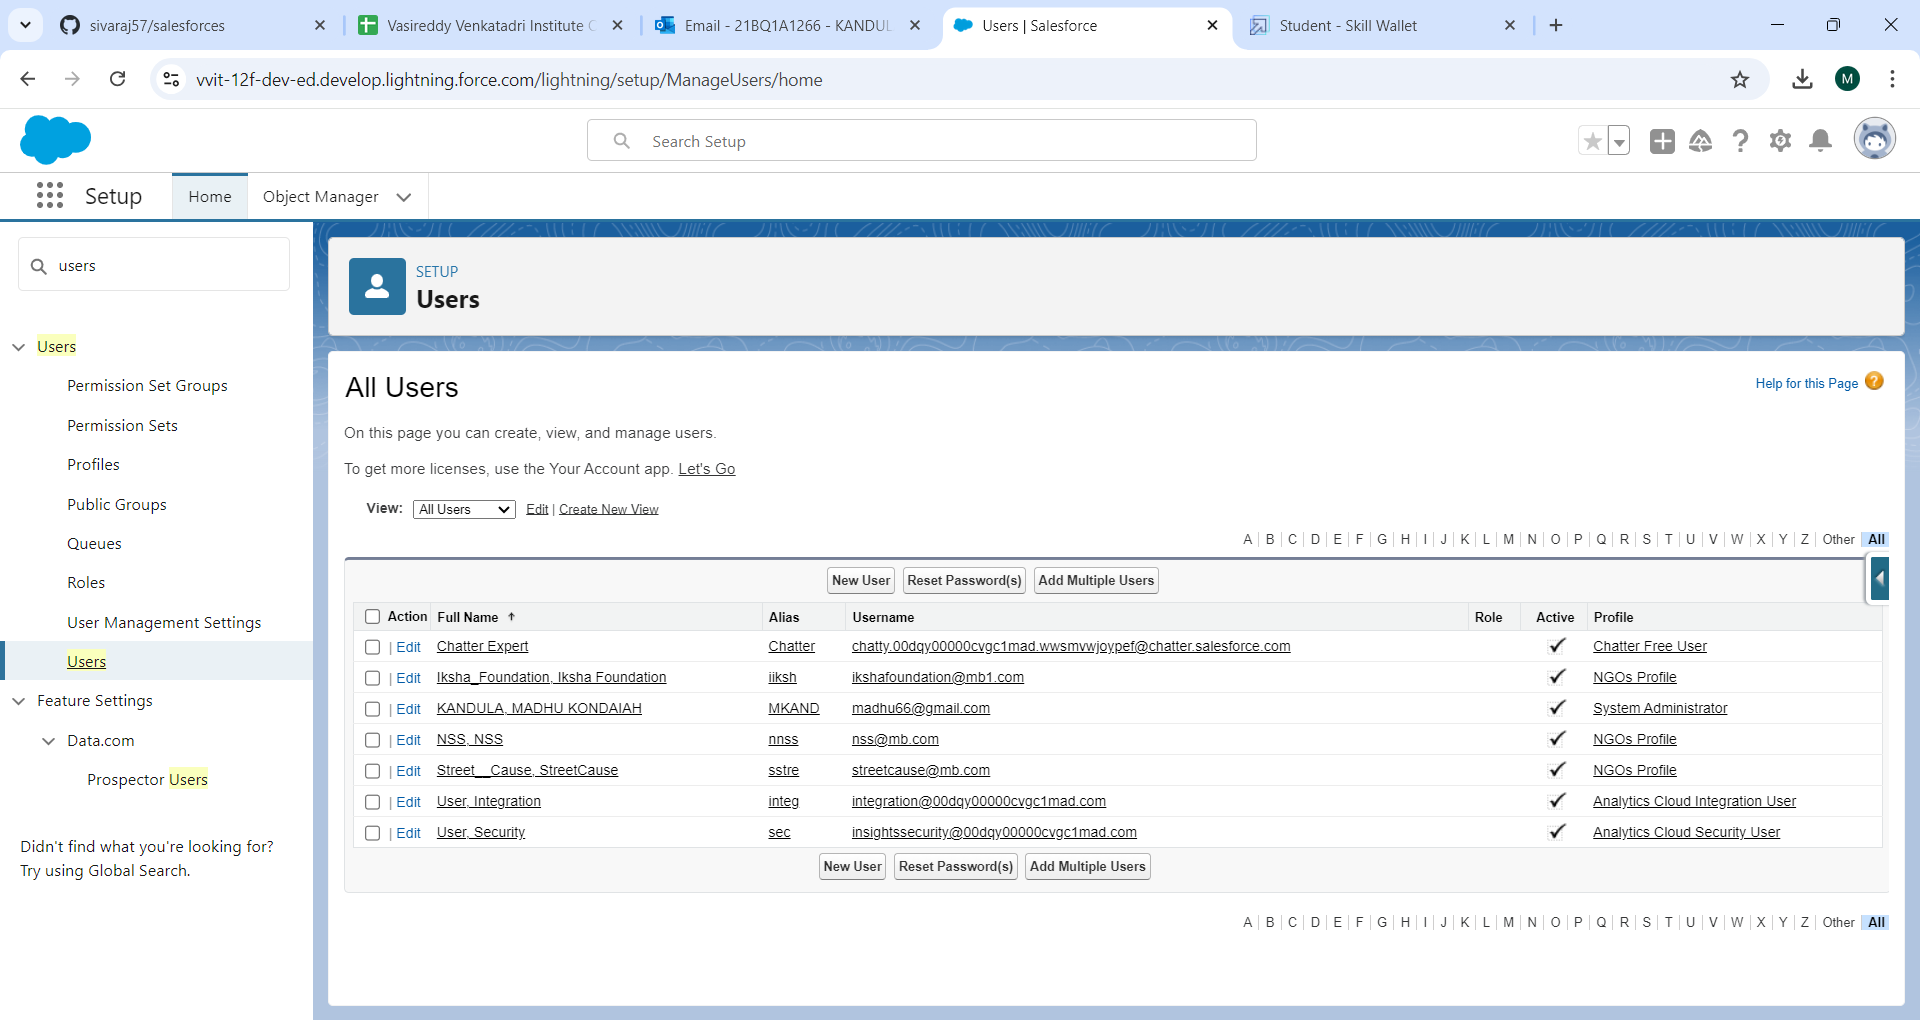 sivaraj57/salesforces
Vasireddy Venkatadri Institute
Email - 21BQ1A1266 - KANDUL
Users | Salesforce
Student - Skill Wallet
vvit-12f-dev-ed.develop.lightning.force.com/lightning/setup/ManageUsers/home
M
Search Setup
Setup
Home
Object Manager
users
SETUP
Users
Users
Permission Set Groups
Permission Sets
Profiles
Public Groups
Queues
Roles
User Management Settings
Users
Feature Settings
Data.com
Prospector Users
Didn't find what you're looking for?
Try using Global Search.
All Users
Help for this Page ?
On this page you can create, view, and manage users.
To get more licenses, use the Your Account app. Let's Go
View: All Users Edit | Create New View
A | B | C | D | E | F | G | H | I | J | K | L | M | N | O | P | Q | R | S | T | U | V | W | X | Y | Z | Other All
New User Reset Password(s) Add Multiple Users
Action Full Name ↑ Alias Username Role Active Profile
| Edit Chatter Expert Chatter chatty.00dqy00000cvgc1mad.wwsmvwjoypef@chatter.salesforce.com ✓ Chatter Free User
| Edit Iksha_Foundation, Iksha Foundation iiksh ikshafoundation@mb1.com ✓ NGOs Profile
| Edit KANDULA, MADHU KONDAIAH MKAND madhu66@gmail.com ✓ System Administrator
| Edit NSS, NSS nnss nss@mb.com ✓ NGOs Profile
| Edit Street__Cause, StreetCause sstre streetcause@mb.com ✓ NGOs Profile
| Edit User, Integration integ integration@00dqy00000cvgc1mad.com ✓ Analytics Cloud Integration User
| Edit User, Security sec insightssecurity@00dqy00000cvgc1mad.com ✓ Analytics Cloud Security User
New User Reset Password(s) Add Multiple Users
A | B | C | D | E | F | G | H | I | J | K | L | M | N | O | P | Q | R | S | T | U | V | W | X | Y | Z | Other All